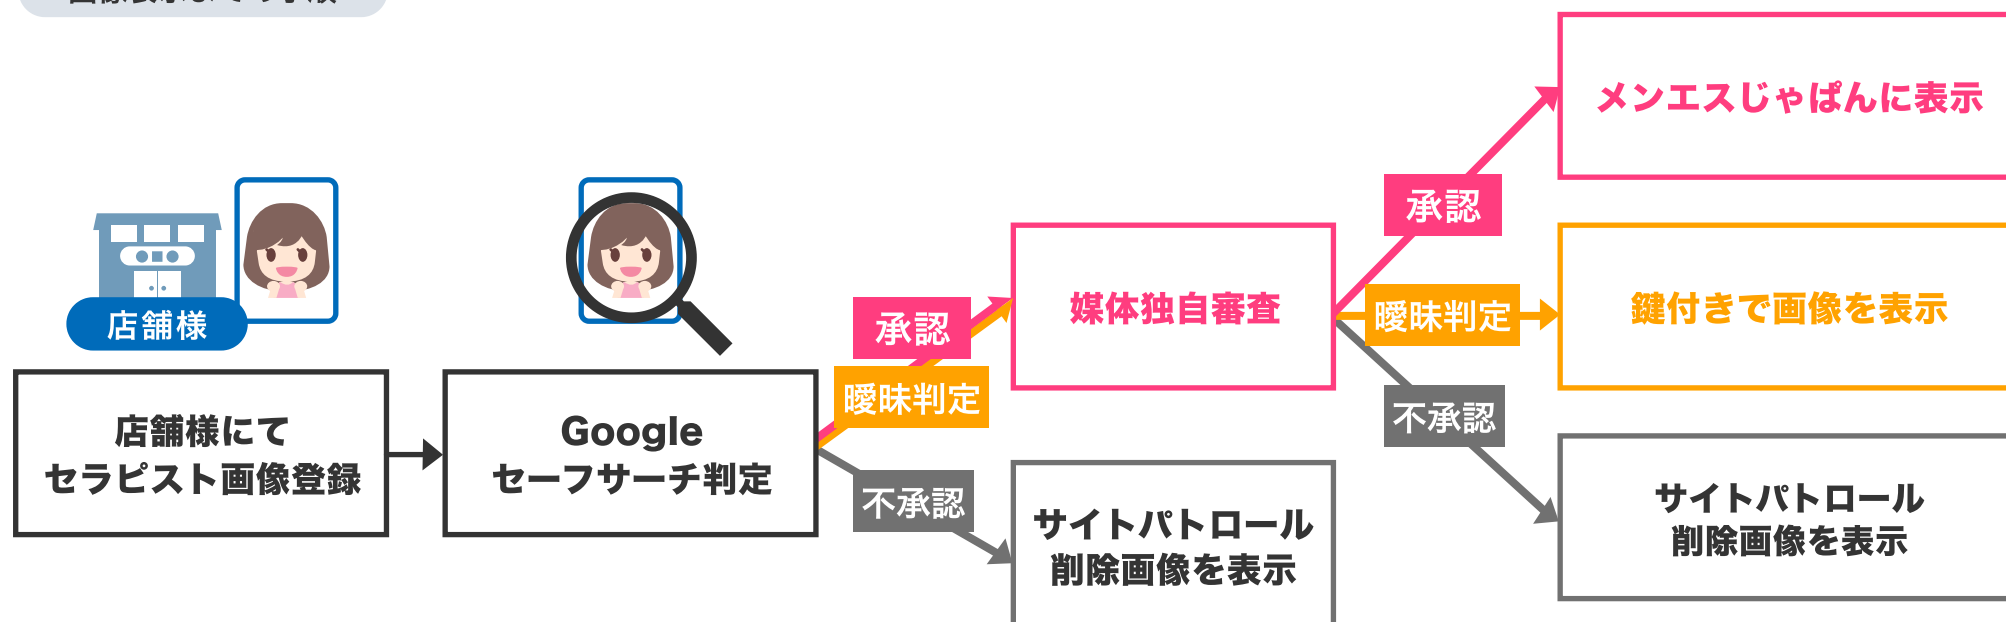 店舗様
店舗様にて
セラピスト画像登録
Google
セーフサーチ判定
承認
曖昧判定
不承認
媒体独自審査
サイトパトロール
削除画像を表示
承認
曖昧判定
不承認
メンエスじゃぱんに表示
鍵付きで画像を表示
サイトパトロール
削除画像を表示